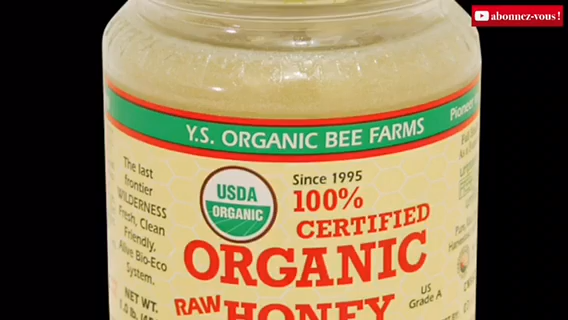 abonnez-vous !
Pioneer
Y.S. ORGANIC BEE FARMS
The last
frontier
WILDERNESS
Fresh, Clean
Friendly,
Alive Bio-Eco
System.
NET WT.
USDA
ORGANIC
Since 1995
100%
CERTIFIED
ORGANIC
RAW HONEY
US
Grade A